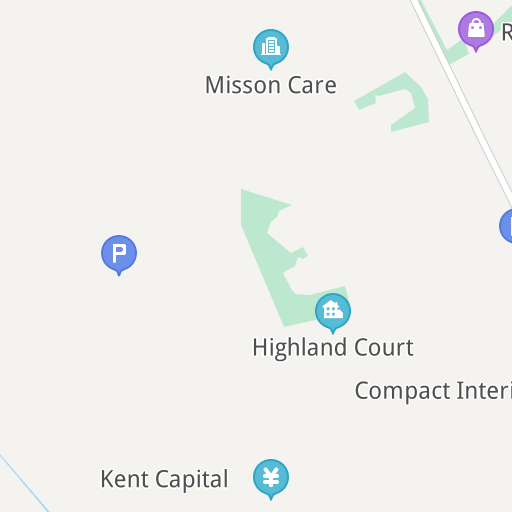 R
Misson Care
P
Highland Court
Compact Interi
Kent Capital
¥